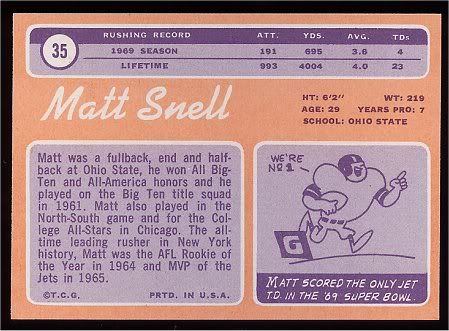 35
RUSHING RECORD ATT. YDS. AVG. TDs
1969 SEASON 191 695 3.6 4
LIFETIME 993 4004 4.0 23
Matt Snell
HT: 6'2" WT: 219
AGE: 29 YEARS PRO: 7
SCHOOL: OHIO STATE
Matt was a fullback, end and half-
back at Ohio State, he won All Big-
Ten and All-America honors and he
played on the Big Ten title squad
in 1961. Matt also played in the
North-South game and for the Col-
lege All-Stars in Chicago. The all-
time leading rusher in New York
history, Matt was the AFL Rookie
of the Year in 1964 and MVP of the
Jets in 1965.
©T.C.G. PRTD. IN U.S.A.
WE'RE
NO 1
G
MATT SCORED THE ONLY JET
T.D. IN THE '69 SUPER BOWL.